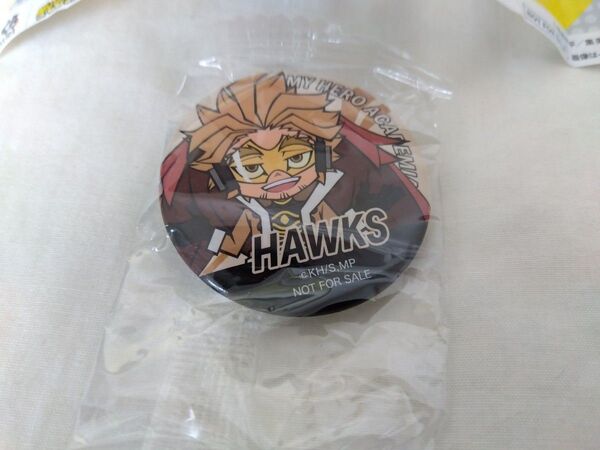 MY HERO ACADEMIA
HAWKS
©KH/S,MP
NOT FOR SALE